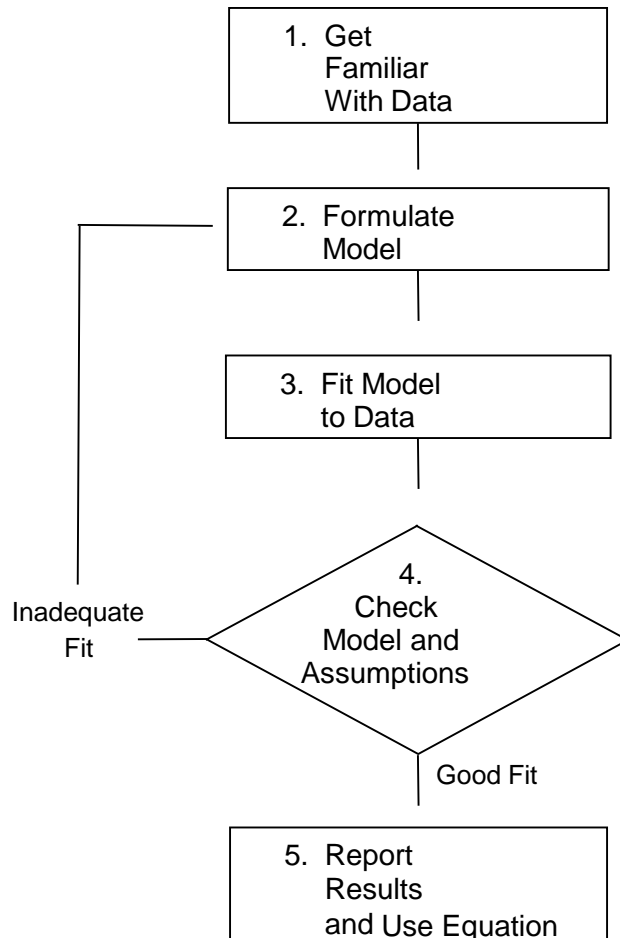 1. Get
Familiar
With Data
2. Formulate
Model
3. Fit Model
to Data
4.
Check
Model and
Assumptions
Inadequate
Fit
Good Fit
5. Report
Results
and Use Equation